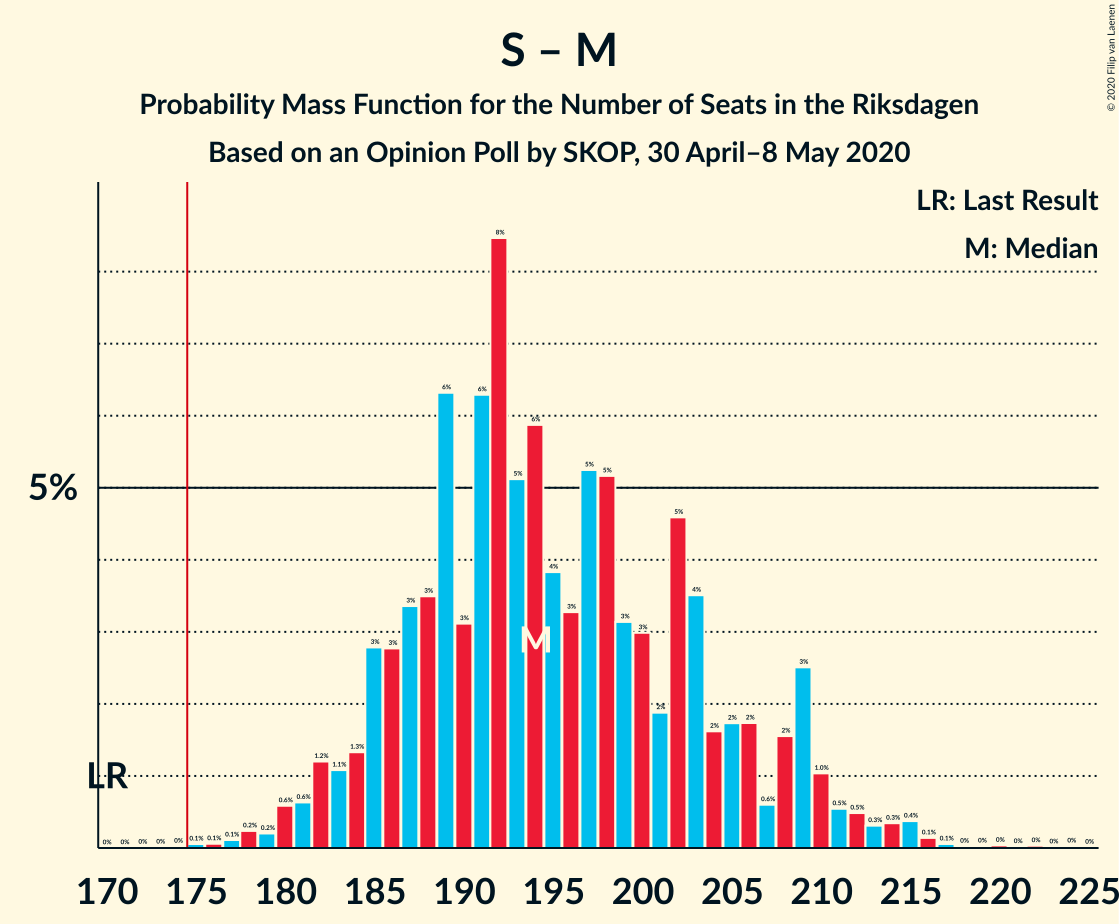 S – M
Probability Mass Function for the Number of Seats in the Riksdagen
Based on an Opinion Poll by SKOP, 30 April–8 May 2020
© 2020 Filip van Laenen
LR: Last Result
M: Median
5%
LR
M
0% 0% 0% 0% 0% 0.1% 0.1% 0.1% 0.2% 0.2% 0.6% 0.6% 1.2% 1.1% 1.3% 3% 3% 3% 3% 6% 3% 6% 8% 5% 6% 4% 3% 5% 5% 3% 3% 2% 5% 4% 2% 2% 2% 0.6% 2% 3% 1.0% 0.5% 0.5% 0.3% 0.3% 0.4% 0.1% 0.1% 0% 0% 0% 0% 0% 0% 0% 0%
170 175 180 185 190 195 200 205 210 215 220 225